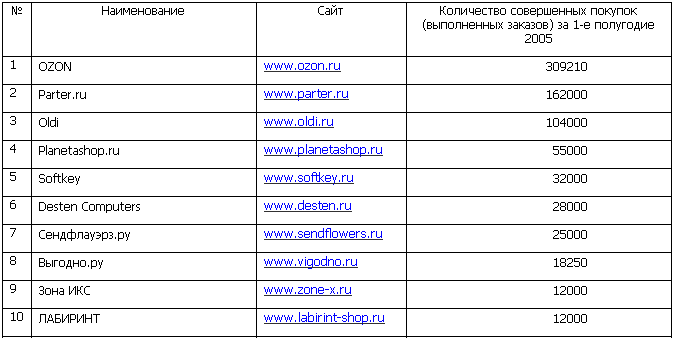 № Наименование Сайт Количество совершенных покупок
(выполненных заказов) за 1-е полугодие
2005
1 OZON www.ozon.ru 309210
2 Parter.ru www.parter.ru 162000
3 Oldi www.oldi.ru 104000
4 Planetashop.ru www.planetashop.ru 55000
5 Softkey www.softkey.ru 32000
6 Desten Computers www.desten.ru 28000
7 Сендфлауэрз.ру www.sendflowers.ru 25000
8 Выгодно.ру www.vigodno.ru 18250
9 Зона ИКС www.zone-x.ru 12000
10 ЛАБИРИНТ www.labirint-shop.ru 12000